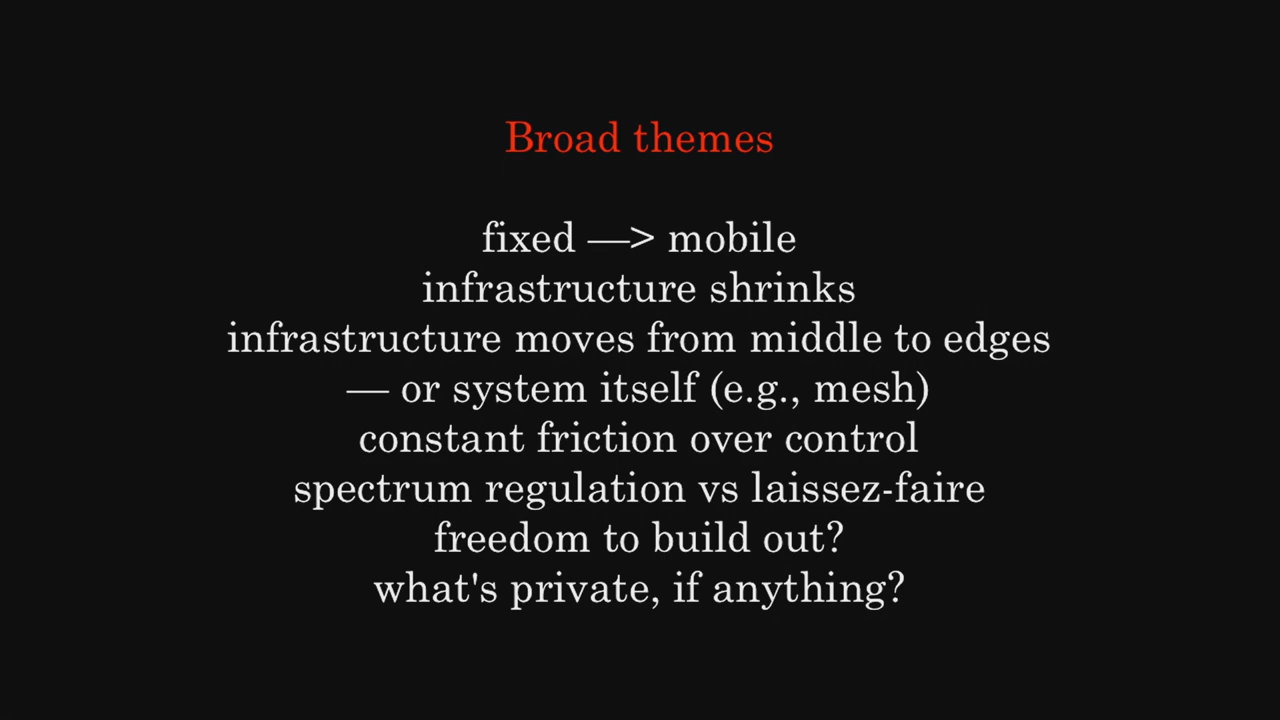 Broad themes
fixed —> mobile
infrastructure shrinks
infrastructure moves from middle to edges
— or system itself (e.g., mesh)
constant friction over control
spectrum regulation vs laissez-faire
freedom to build out?
what's private, if anything?